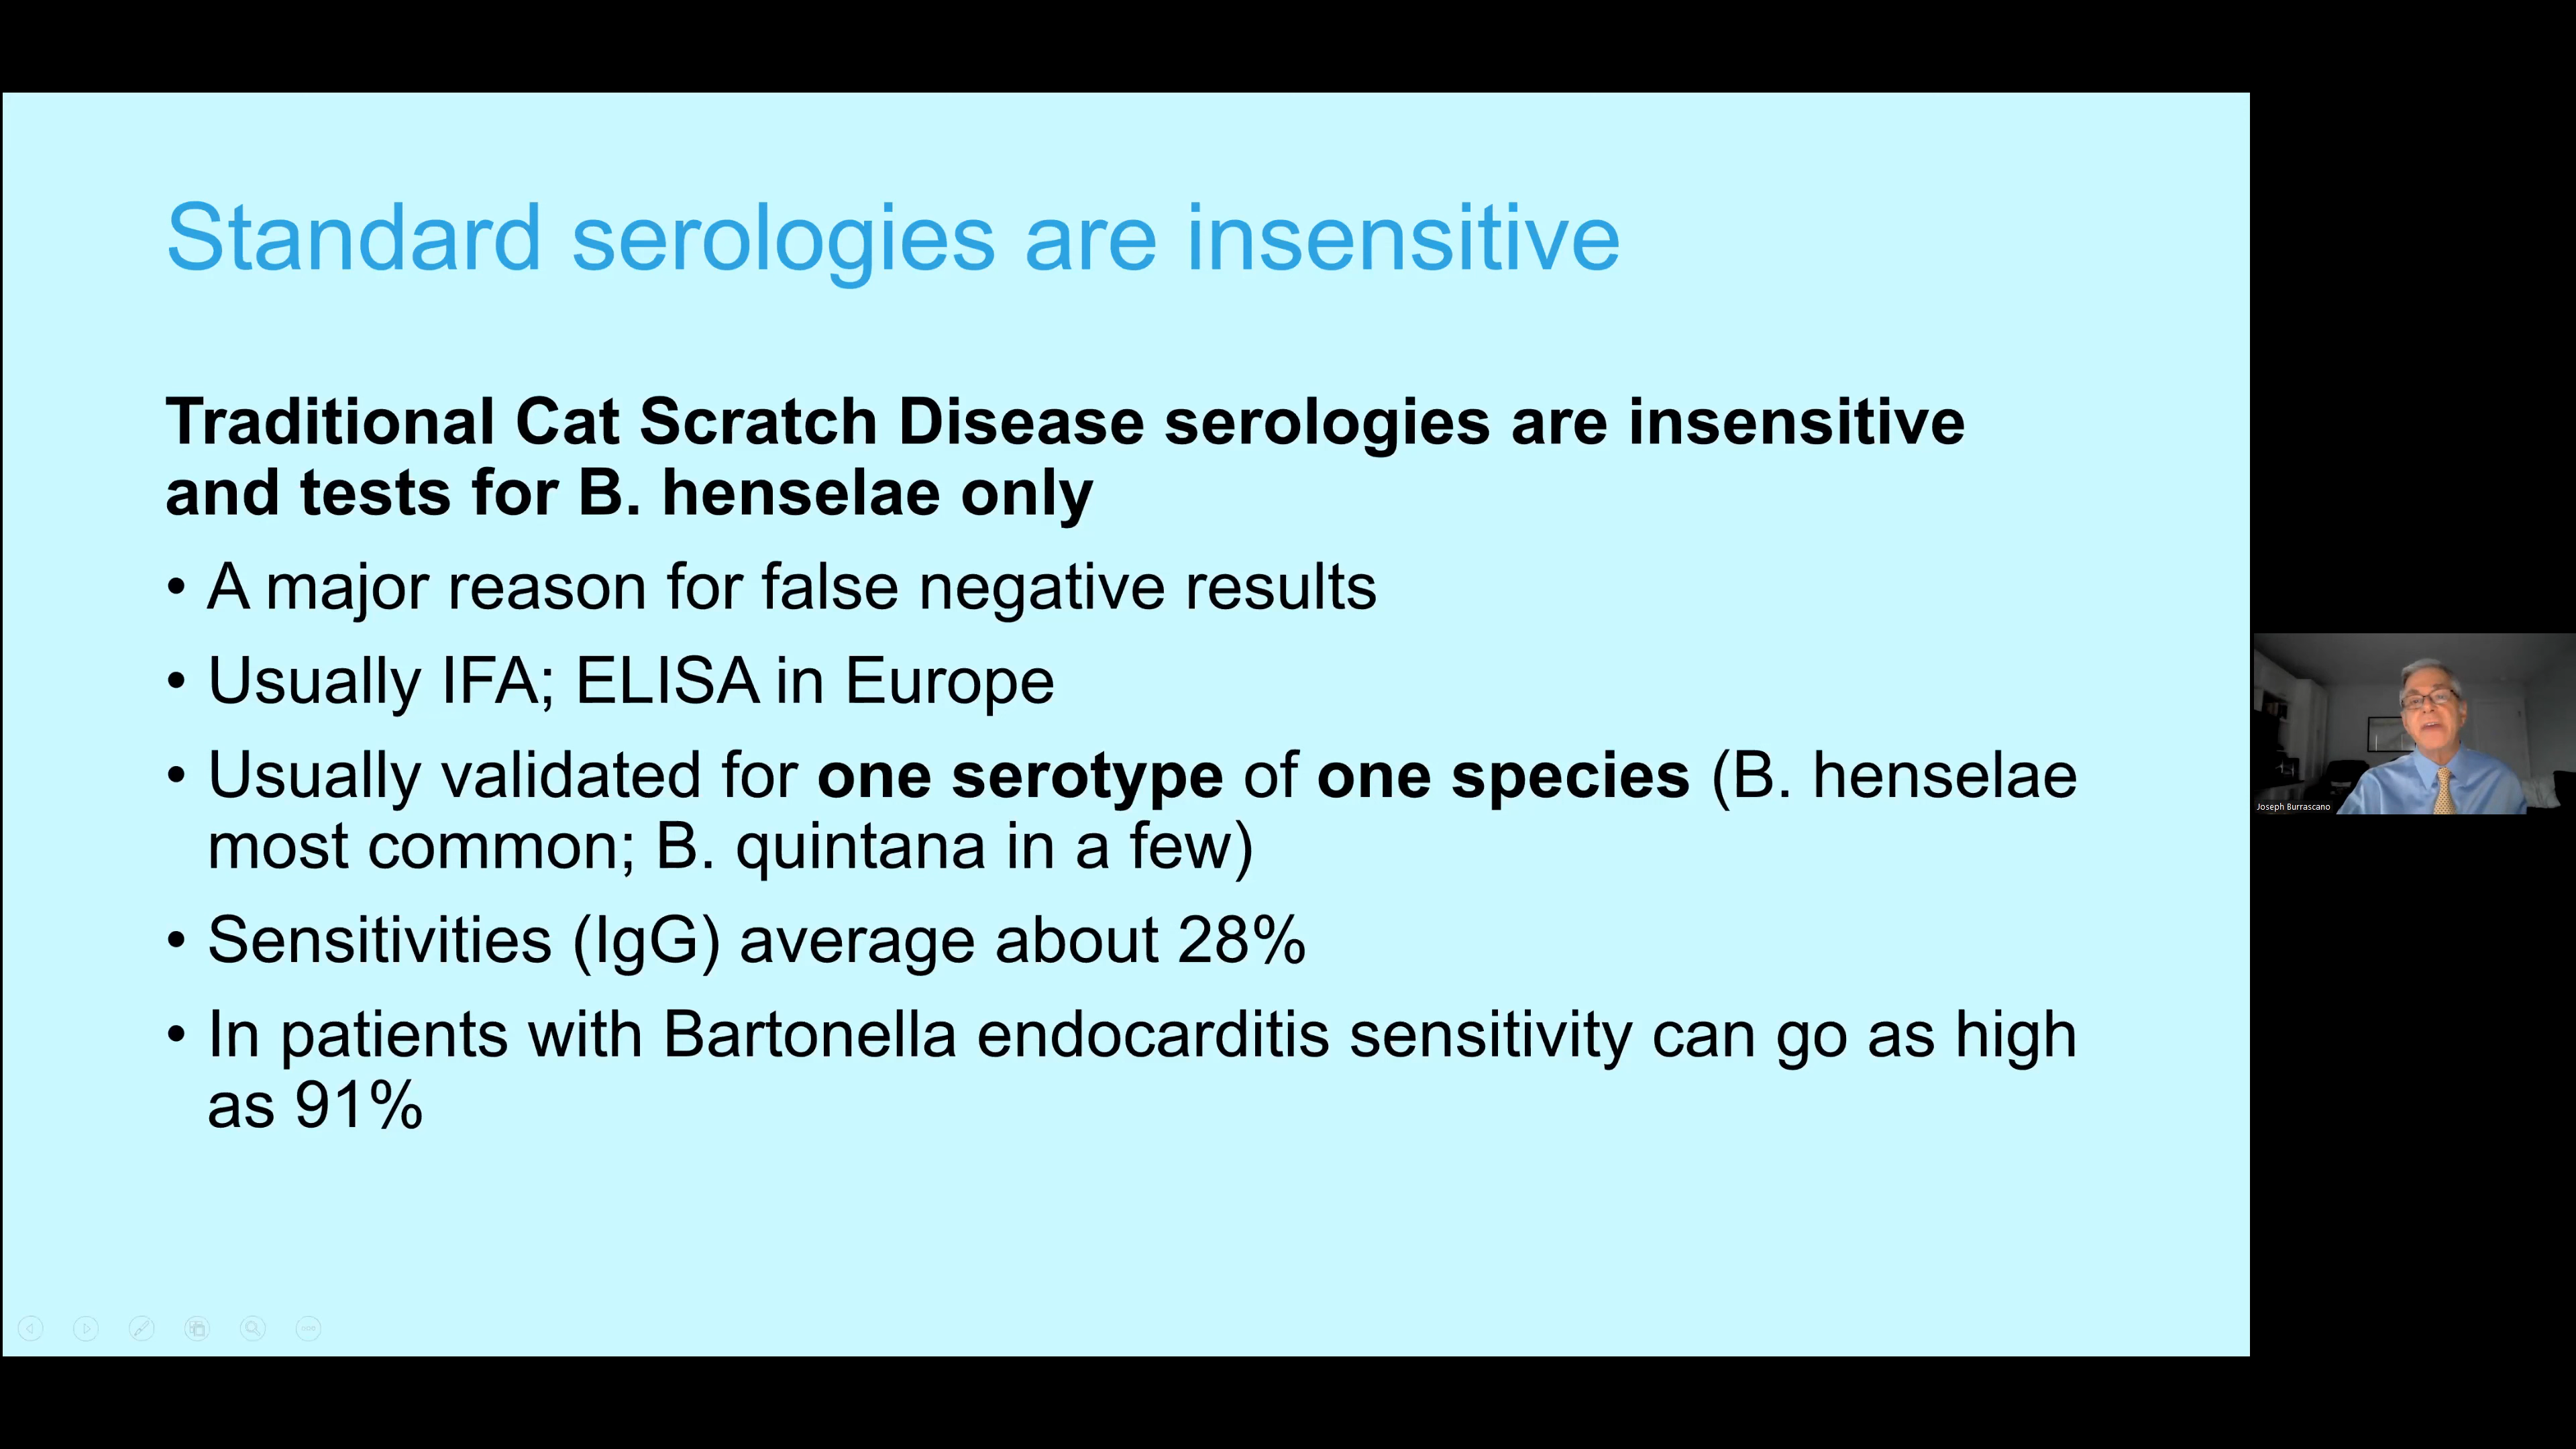 Standard serologies are insensitive
Traditional Cat Scratch Disease serologies are insensitive
and tests for B. henselae only
• A major reason for false negative results
• Usually IFA; ELISA in Europe
• Usually validated for one serotype of one species (B. henselae
most common; B. quintana in a few)
• Sensitivities (IgG) average about 28%
• In patients with Bartonella endocarditis sensitivity can go as high
as 91%
Joseph Burrascano